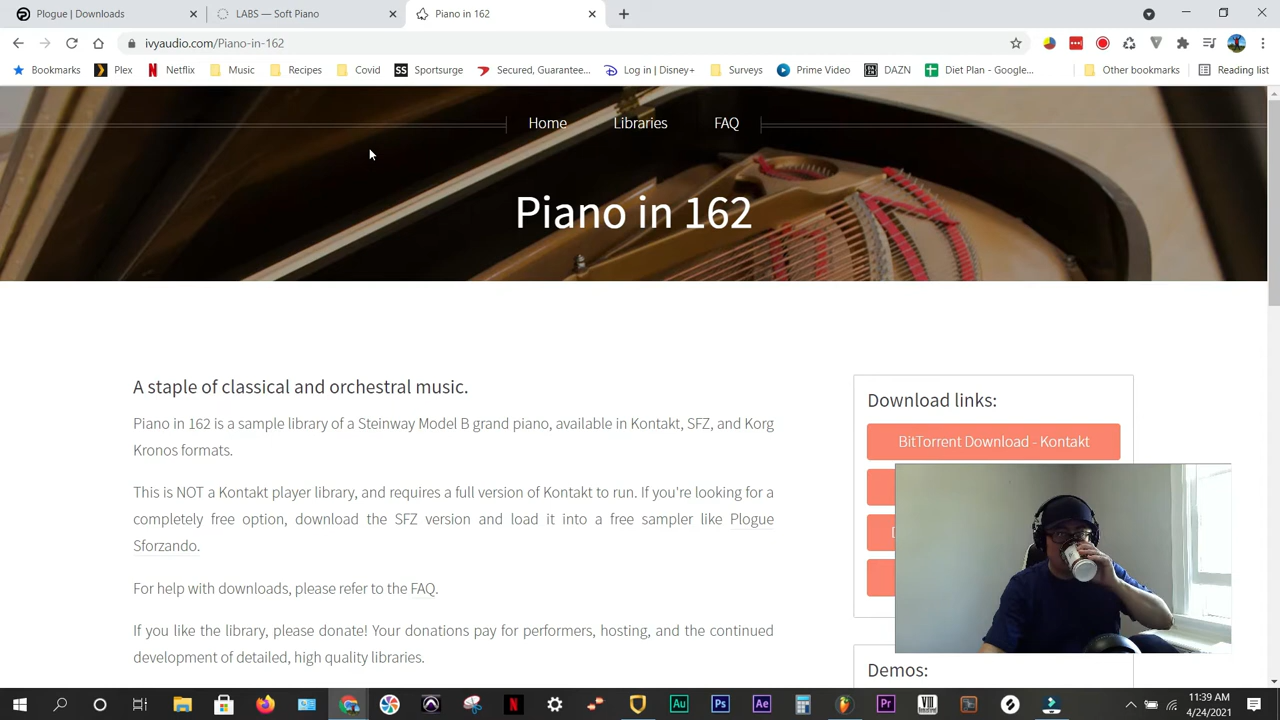 Plogue | Downloads
LABS — Soft Piano
Piano in 162
ivyaudio.com/Piano-in-162
Bookmarks
Plex
Netflix
Music
Recipes
Covid
Sportsurge
Secured, Guarantee...
Log in | Disney+
Surveys
Prime Video
DAZN
Diet Plan - Google...
Other bookmarks
Reading list
Home
Libraries
FAQ
Piano in 162
A staple of classical and orchestral music.
Piano in 162 is a sample library of a Steinway Model B grand piano, available in Kontakt, SFZ, and Korg
Kronos formats.
This is NOT a Kontakt player library, and requires a full version of Kontakt to run. If you're looking for a
completely free option, download the SFZ version and load it into a free sampler like Plogue
Sforzando.
For help with downloads, please refer to the FAQ.
If you like the library, please donate! Your donations pay for performers, hosting, and the continued
development of detailed, high quality libraries.
Download links:
BitTorrent Download - Kontakt
Demos:
11:39 AM
4/24/2021